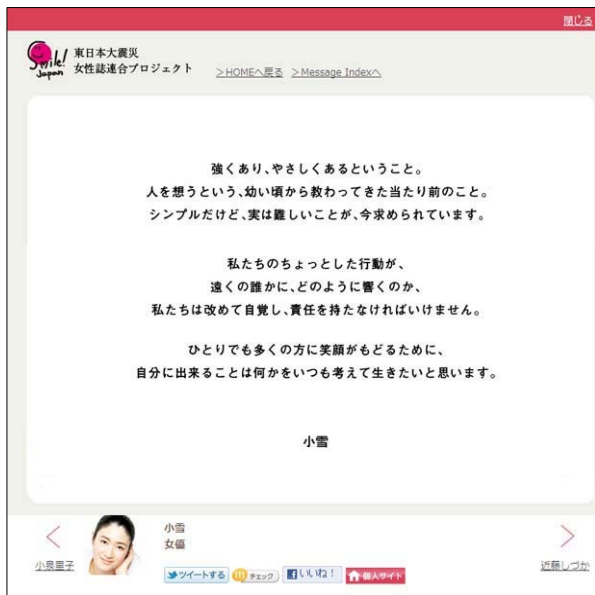 閉じる
Smile!
Japan
東日本大震災
女性誌連合プロジェクト
＞HOMEへ戻る ＞Message Indexへ
強くあり、やさしくあるということ。
人を想うという、幼い頃から教わってきた当たり前のこと。
シンプルだけど、実は難しいことが、今求められています。
私たちのちょっとした行動が、
遠くの誰かに、どのように響くのか、
私たちは改めて自覚し、責任を持たなければいけません。
ひとりでも多くの方に笑顔がもどるために、
自分に出来ることは何かをいつも考えて生きたいと思います。
小雪
小雪
女優
小泉里子
近藤しづか
ツイートする チェック いいね！ 個人サイト